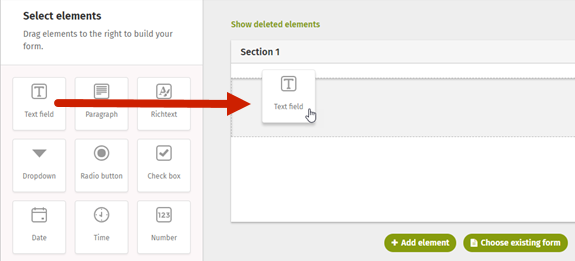 Select elements
Drag elements to the right to build your
form.
Text field
Paragraph
Richtext
Dropdown
Radio button
Check box
123
Date
Time
Number
Show deleted elements
Section 1
Text field
Add element
Choose existing form